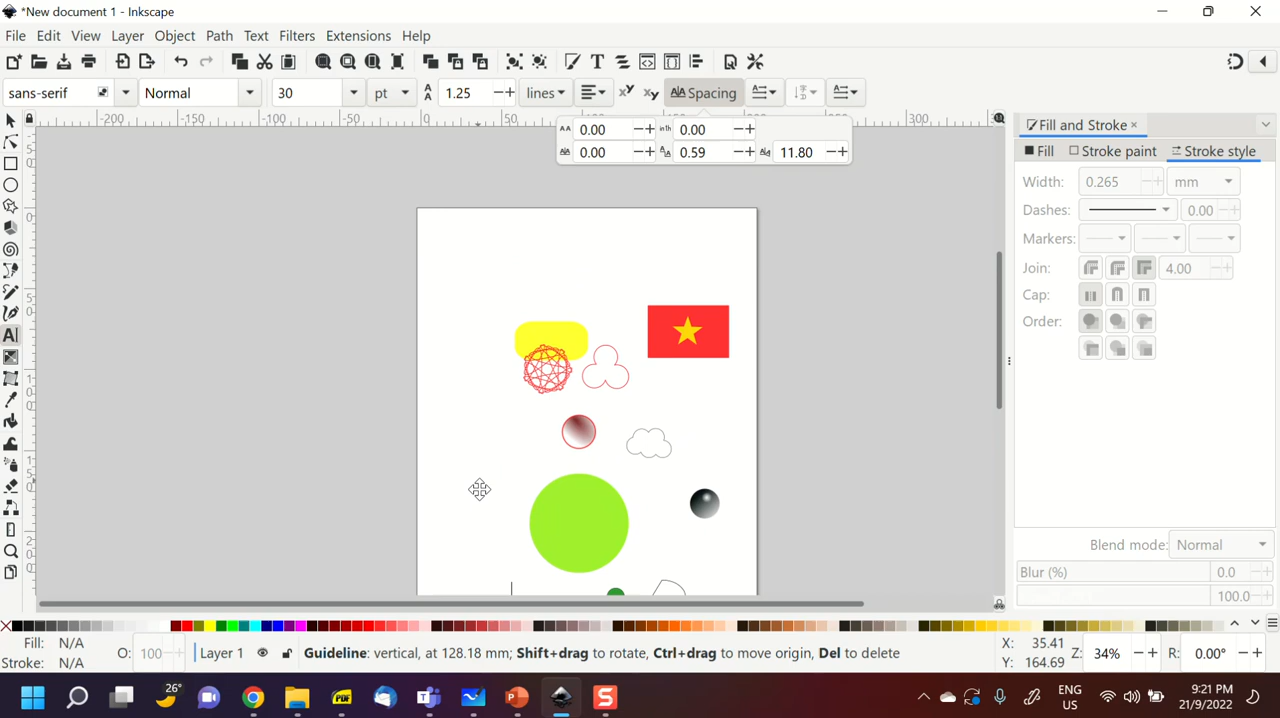 *New document 1 - Inkscape
File Edit View Layer Object Path Text Filters Extensions Help
sans-serif Normal 30 pt 1.25 lines Spacing
0.00 0.00
0.00 0.59 11.80
-200 -150 -100 -50 0 50 200 250 300
Fill and Stroke
Fill Stroke paint Stroke style
Width: 0.265 mm
Dashes: 0.00
Markers:
Join: 4.00
Cap:
Order:
Blend mode: Normal
Blur (%) 0.0
100.0
Fill: N/A
Stroke: N/A
O: 100
Layer 1
Guideline: vertical, at 128.18 mm; Shift+drag to rotate, Ctrl+drag to move origin, Del to delete
X: 35.41
Y: 164.69
Z: 34%
R: 0.00°
26°
PDF
ENG
US
9:21 PM
21/9/2022